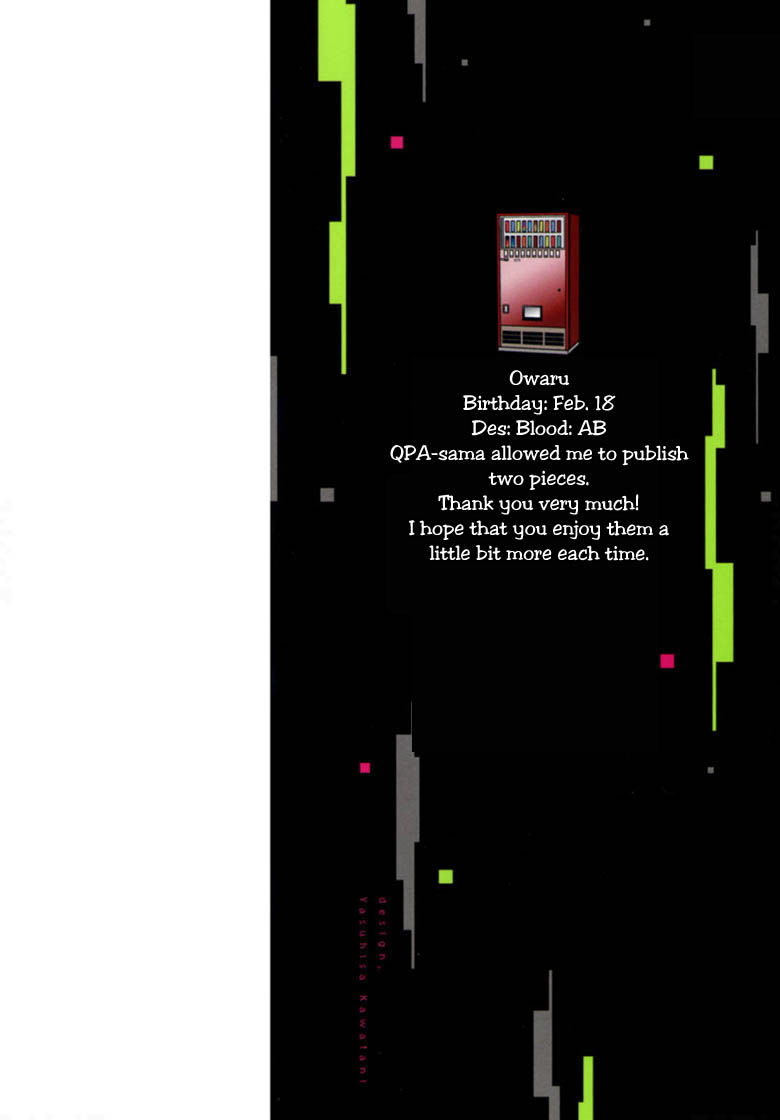 Owaru
Birthday: Feb. 18
Des: Blood: AB
QPA-sama allowed me to publish
two pieces.
Thank you very much!
I hope that you enjoy them a
little bit more each time.
design,
Yasuhisa Kawatani